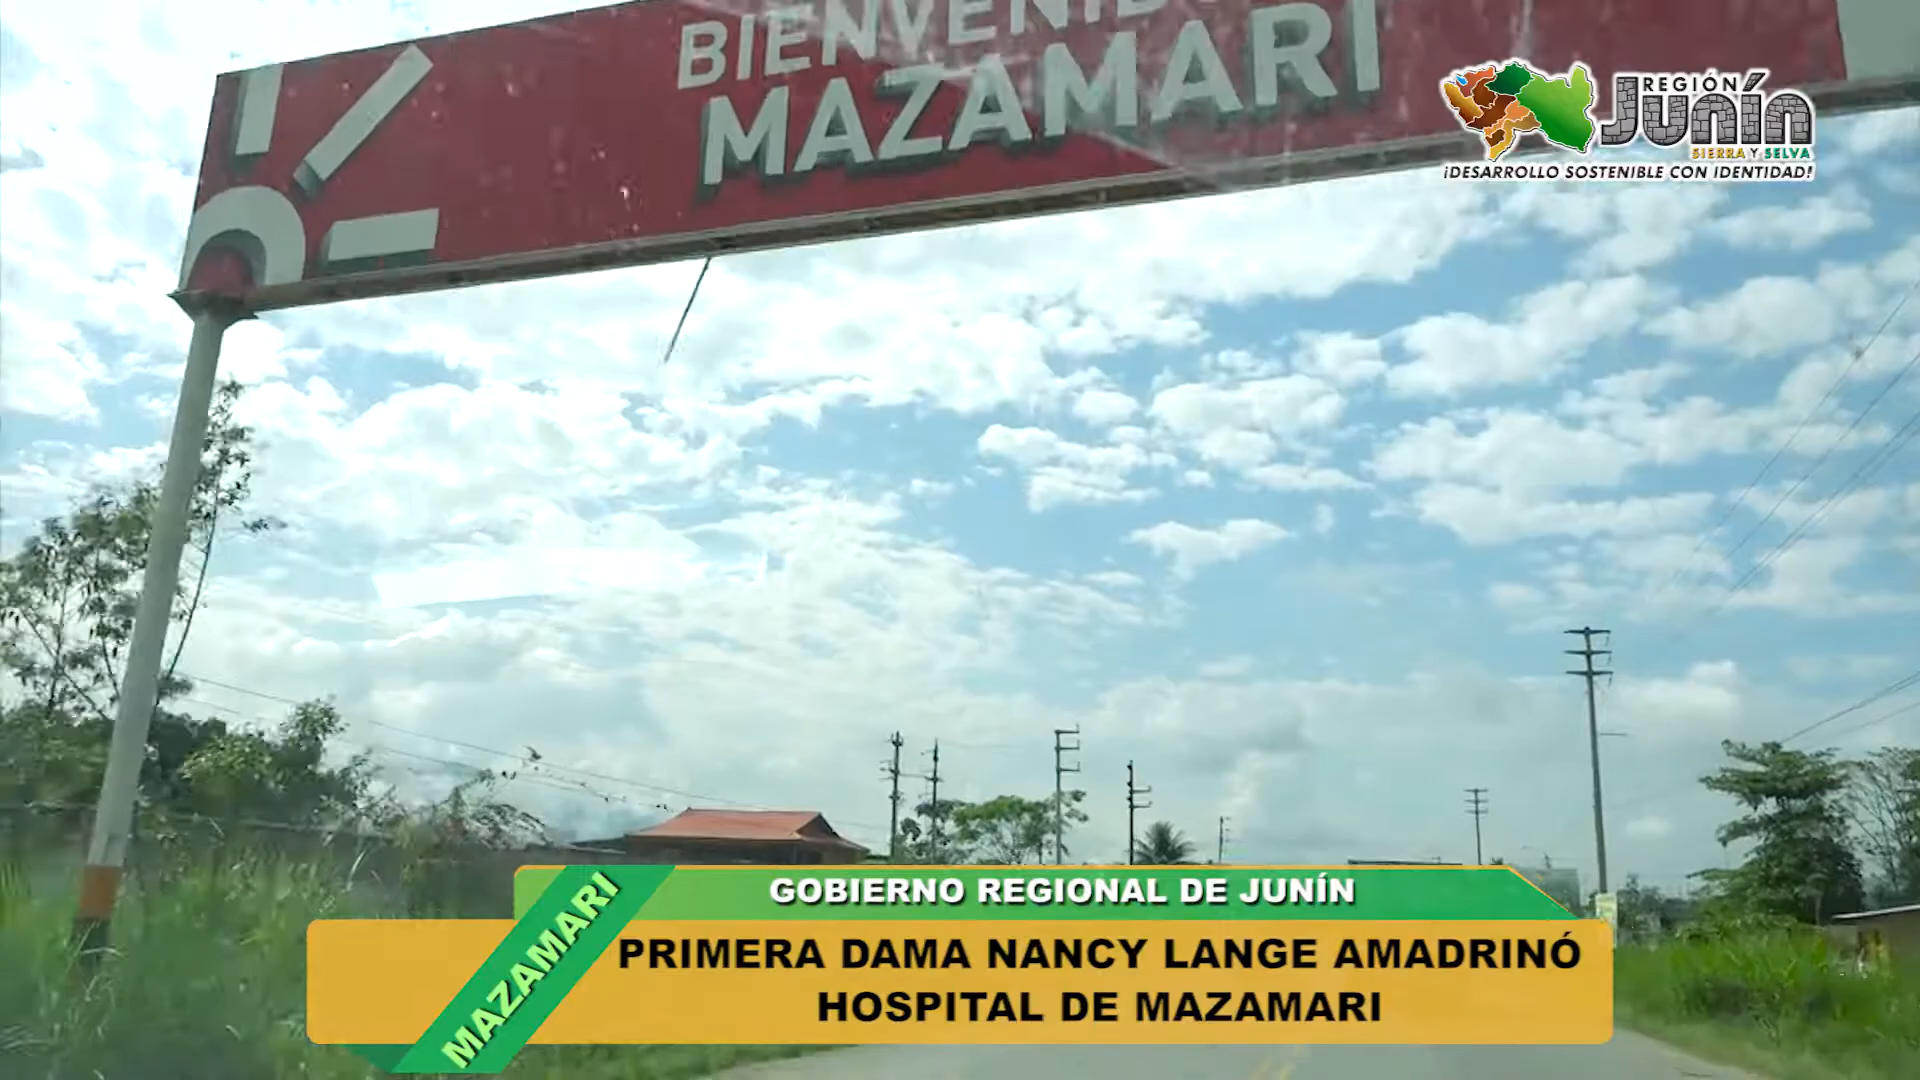 BIENVENIDOS
MAZAMARI
REGIÓN
Junín
SIERRA Y SELVA
¡DESARROLLO SOSTENIBLE CON IDENTIDAD!
GOBIERNO REGIONAL DE JUNÍN
MAZAMARI
PRIMERA DAMA NANCY LANGE AMADRINÓ
HOSPITAL DE MAZAMARI